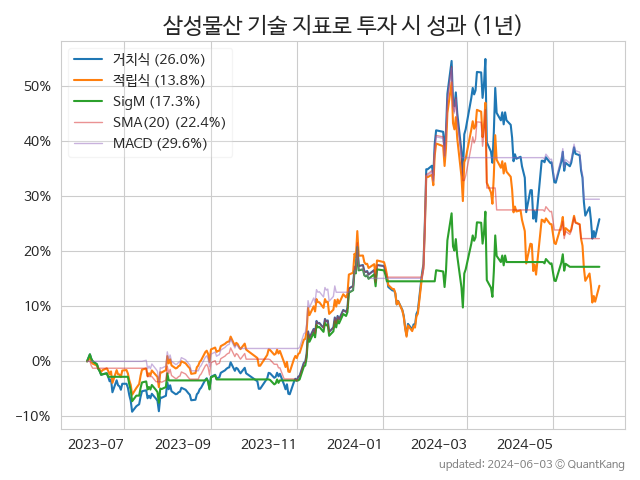 삼성물산 기술 지표로 투자 시 성과 (1년)
거치식 (26.0%)
적립식 (13.8%)
SigM (17.3%)
SMA(20) (22.4%)
MACD (29.6%)
50%
40%
30%
20%
10%
0%
−10%
2023-07 2023-09 2023-11 2024-01 2024-03 2024-05
updated: 2024-06-03 © QuantKang